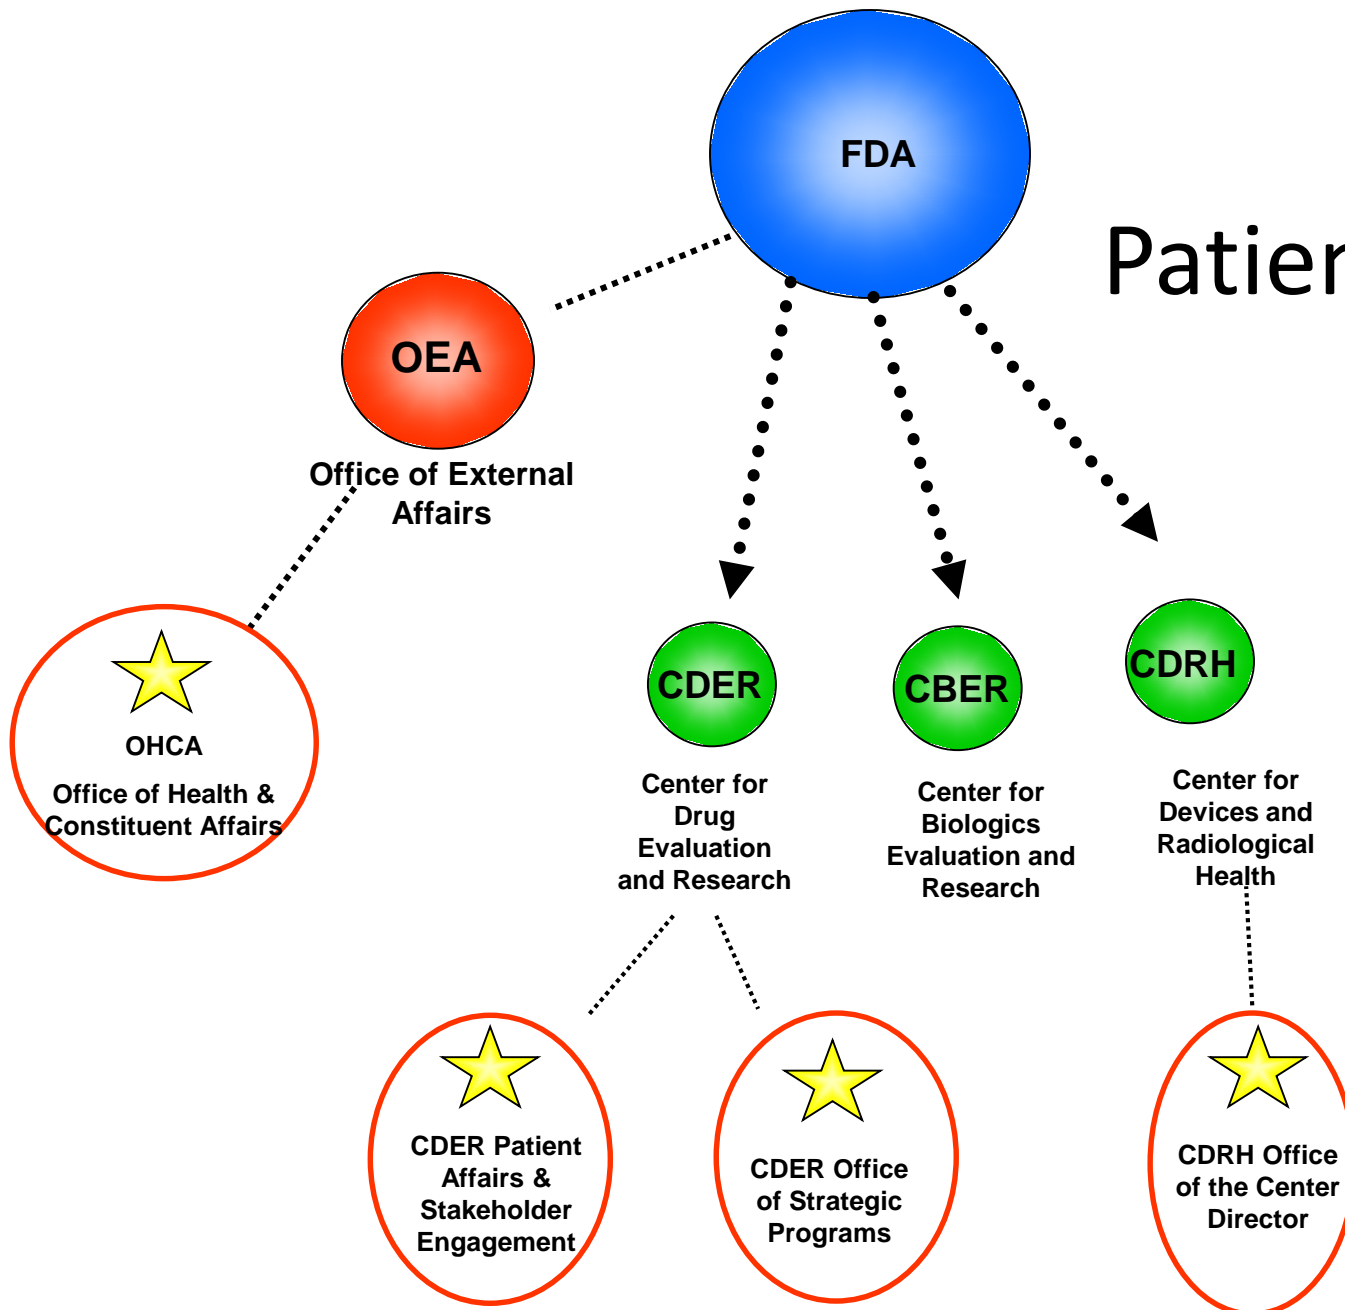 FDA
OEA
Office of External
Affairs
OHCA
Office of Health &
Constituent Affairs
CDER
Center for
Drug
Evaluation
and Research
CBER
Center for
Biologics
Evaluation and
Research
CDRH
Center for
Devices and
Radiological
Health
CDER Patient
Affairs &
Stakeholder
Engagement
CDER Office
of Strategic
Programs
CDRH Office
of the Center
Director